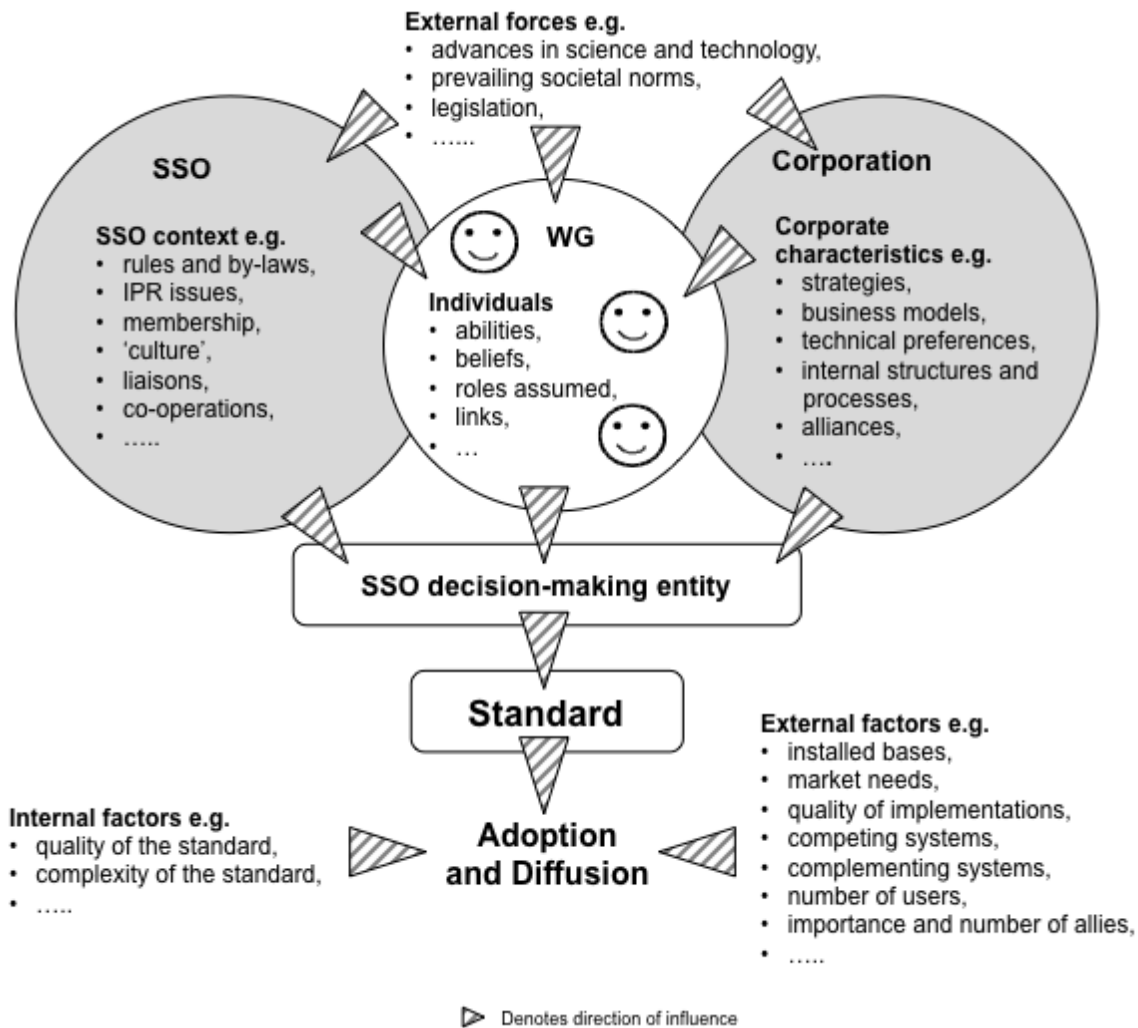 External forces e.g.
• advances in science and technology,
• prevailing societal norms,
• legislation,
• …...
SSO
SSO context e.g.
• rules and by-laws,
• IPR issues,
• membership,
• ‘culture’,
• liaisons,
• co-operations,
• …..
WG
Individuals
• abilities,
• beliefs,
• roles assumed,
• links,
• …
Corporation
Corporate
characteristics e.g.
• strategies,
• business models,
• technical preferences,
• internal structures and
processes,
• alliances,
• ….
SSO decision-making entity
Standard
Internal factors e.g.
• quality of the standard,
• complexity of the standard,
• …..
Adoption
and Diffusion
External factors e.g.
• installed bases,
• market needs,
• quality of implementations,
• competing systems,
• complementing systems,
• number of users,
• importance and number of allies,
• …..
Denotes direction of influence